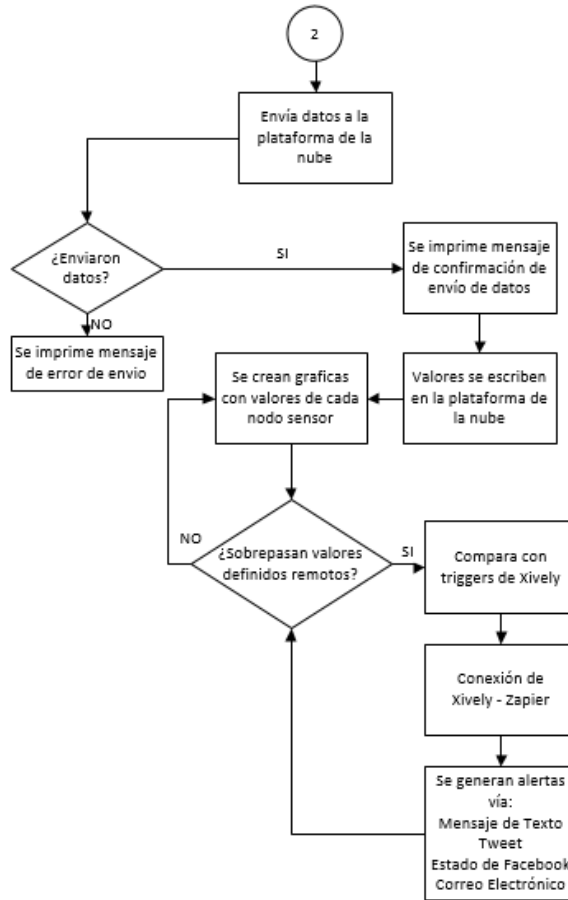 2
Envía datos a la
plataforma de la
nube
¿Enviaron
datos?
SI
Se imprime mensaje
de confirmación de
envío de datos
NO
Se imprime mensaje
de error de envio
Se crean graficas
con valores de cada
nodo sensor
Valores se escriben
en la plataforma de
la nube
NO
¿Sobrepasan valores
definidos remotos?
SI
Compara con
triggers de Xively
Conexión de
Xively - Zapier
Se generan alertas
vía:
Mensaje de Texto
Tweet
Estado de Facebook
Correo Electrónico